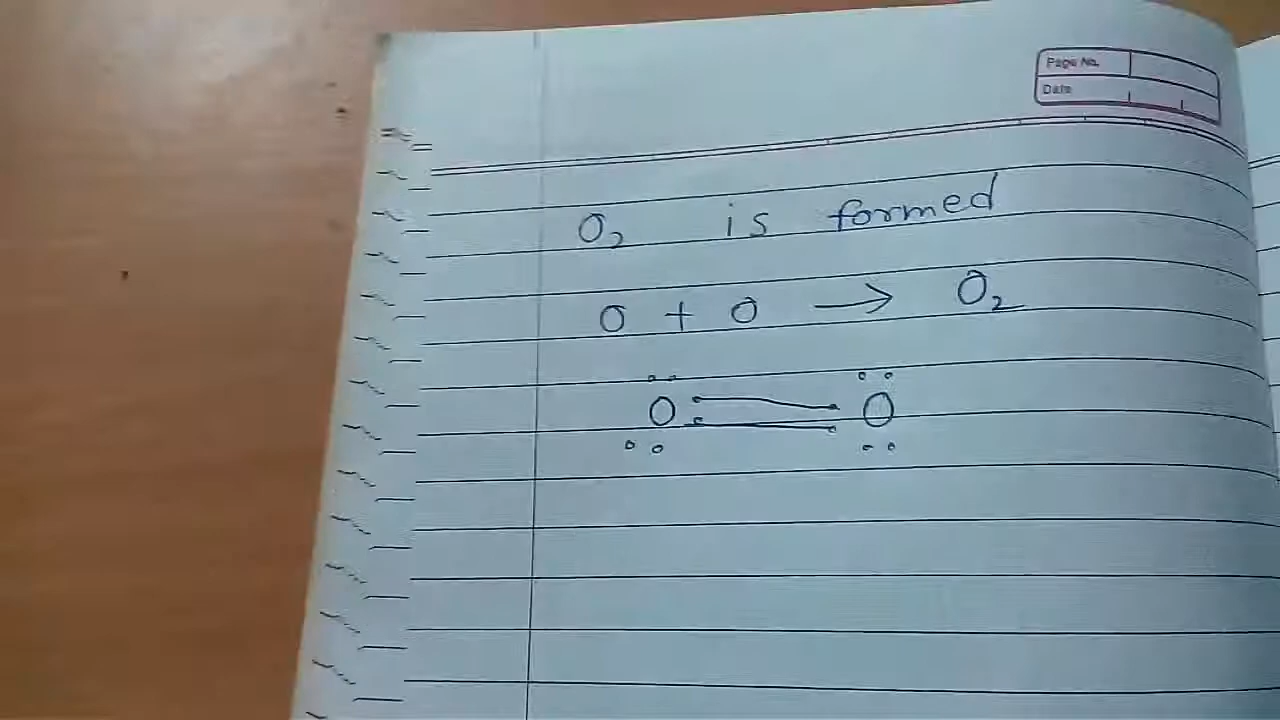 Page No.
Date
O₂ is formed
O + O → O₂
O = O